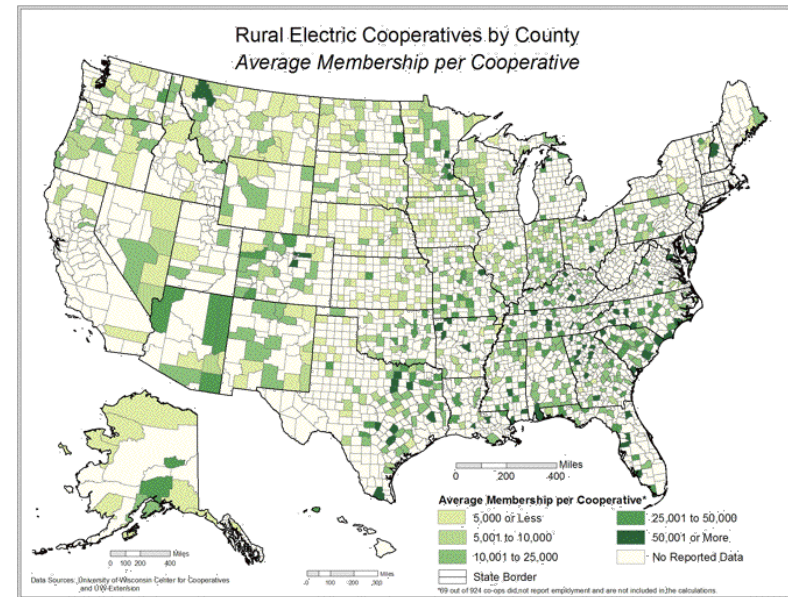 Rural Electric Cooperatives by County
Average Membership per Cooperative
Miles
0 200 400
Average Membership per Cooperative*
5,000 or Less
5,001 to 10,000
10,001 to 25,000
State Border
25,001 to 50,000
50,001 or More
No Reported Data
Miles
0 100 200 400
Miles
Data Sources: University of Wisconsin Center for Cooperatives
and UW-Extension
*69 out of 924 co-ops did not report employment and are not included in the calculations.